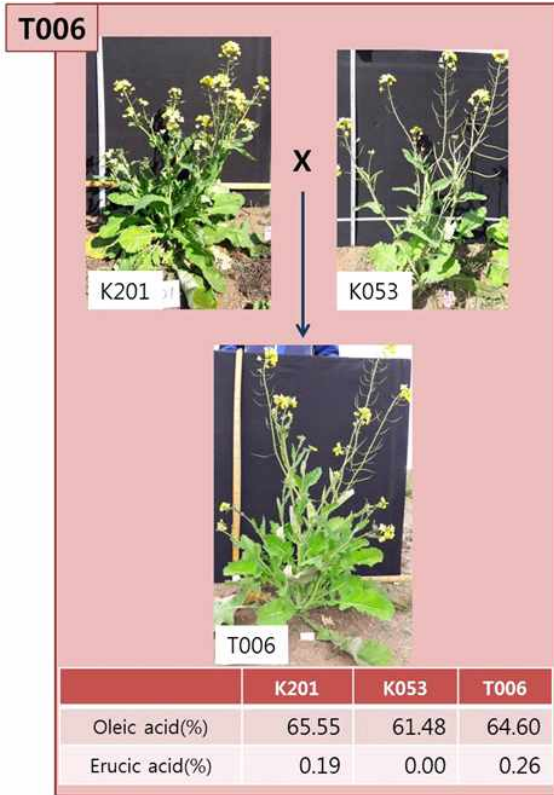 T006
X
K201
K053
T006
K201 K053 T006
Oleic acid(%) 65.55 61.48 64.60
Erucic acid(%) 0.19 0.00 0.26